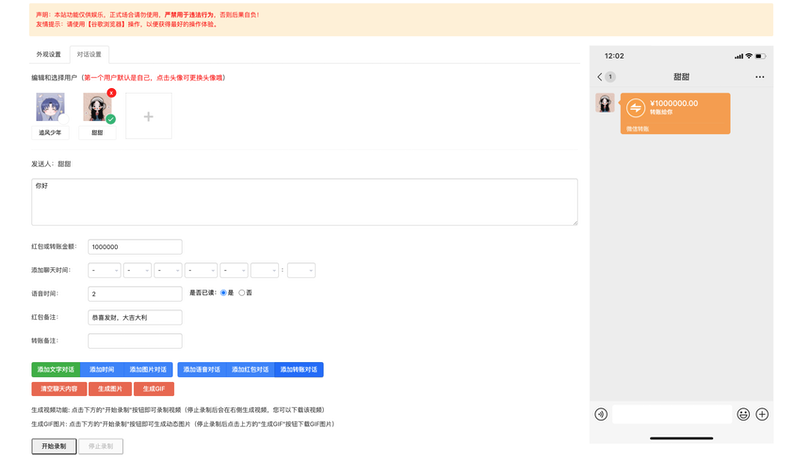 声明：本站功能仅供娱乐，正式场合请勿使用，严禁用于违法行为，否则后果自负！
友情提示：请使用【谷歌浏览器】操作，以便获得最好的操作体验。
外观设置
对话设置
编辑和选择用户（第一个用户默认是自己，点击头像可更换头像哦）
x
追风少年
甜甜
+
发送人：甜甜
你好
红包或转账金额：
1000000
添加聊天时间：
- - - - - :
语音时间：
2
是否已读：
是
否
红包备注：
恭喜发财，大吉大利
转账备注：
添加文字对话
添加时间
添加图片对话
添加语音对话
添加红包对话
添加转账对话
清空聊天内容
生成图片
生成GIF
生成视频功能: 点击下方的"开始录制"按钮即可录制视频（停止录制后会在右侧生成视频，您可以下载该视频）
生成GIF图片: 点击下方的"开始录制"按钮即可生成动态图片（停止录制后点击上方的"生成GIF"按钮下载GIF图片）
开始录制
停止录制
12:02
1
甜甜
¥1000000.00
转账给你
微信转账